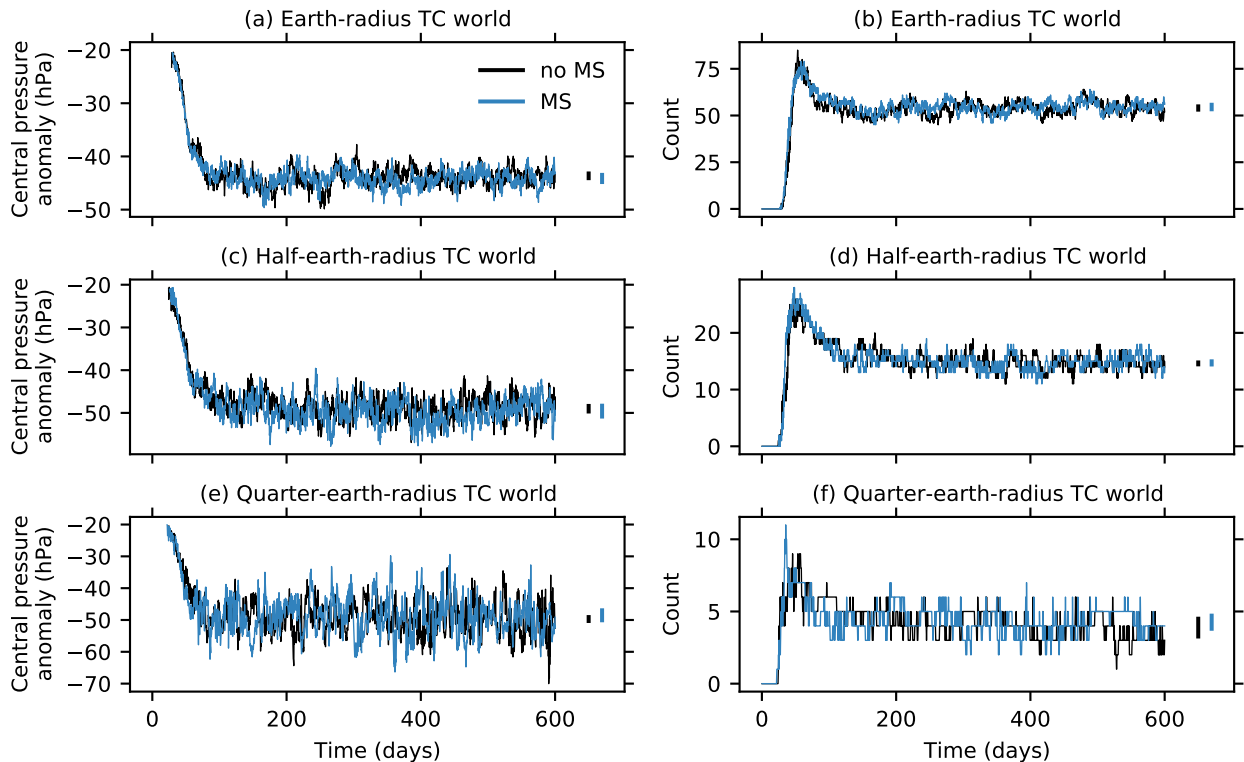 (a) Earth-radius TC world
(b) Earth-radius TC world
Central pressure
anomaly (hPa)
−20
−30
−40
−50
no MS
MS
Count
75
50
25
0
(c) Half-earth-radius TC world
(d) Half-earth-radius TC world
Central pressure
anomaly (hPa)
−20
−30
−40
−50
Count
20
10
0
(e) Quarter-earth-radius TC world
(f) Quarter-earth-radius TC world
Central pressure
anomaly (hPa)
−20
−30
−40
−50
−60
−70
0 200 400 600
Time (days)
Count
10
5
0
0 200 400 600
Time (days)